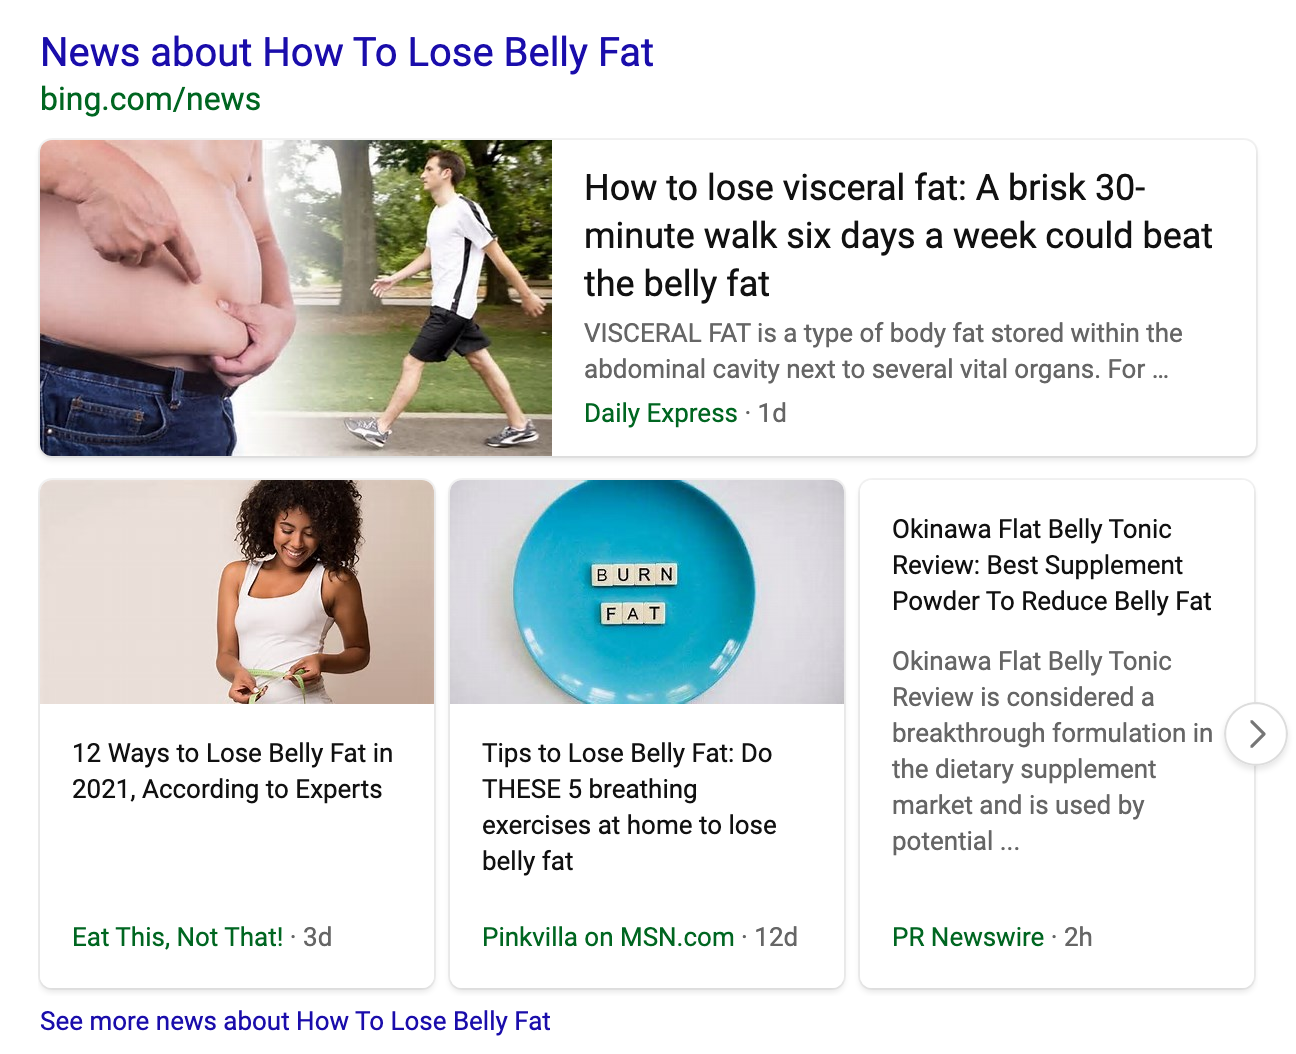 News about How To Lose Belly Fat
bing.com/news
How to lose visceral fat: A brisk 30-
minute walk six days a week could beat
the belly fat
VISCERAL FAT is a type of body fat stored within the
abdominal cavity next to several vital organs. For ...
Daily Express · 1d
12 Ways to Lose Belly Fat in
2021, According to Experts
Eat This, Not That! · 3d
BURN
FAT
Tips to Lose Belly Fat: Do
THESE 5 breathing
exercises at home to lose
belly fat
Pinkvilla on MSN.com · 12d
Okinawa Flat Belly Tonic
Review: Best Supplement
Powder To Reduce Belly Fat
Okinawa Flat Belly Tonic
Review is considered a
breakthrough formulation in
the dietary supplement
market and is used by
potential ...
PR Newswire · 2h
See more news about How To Lose Belly Fat